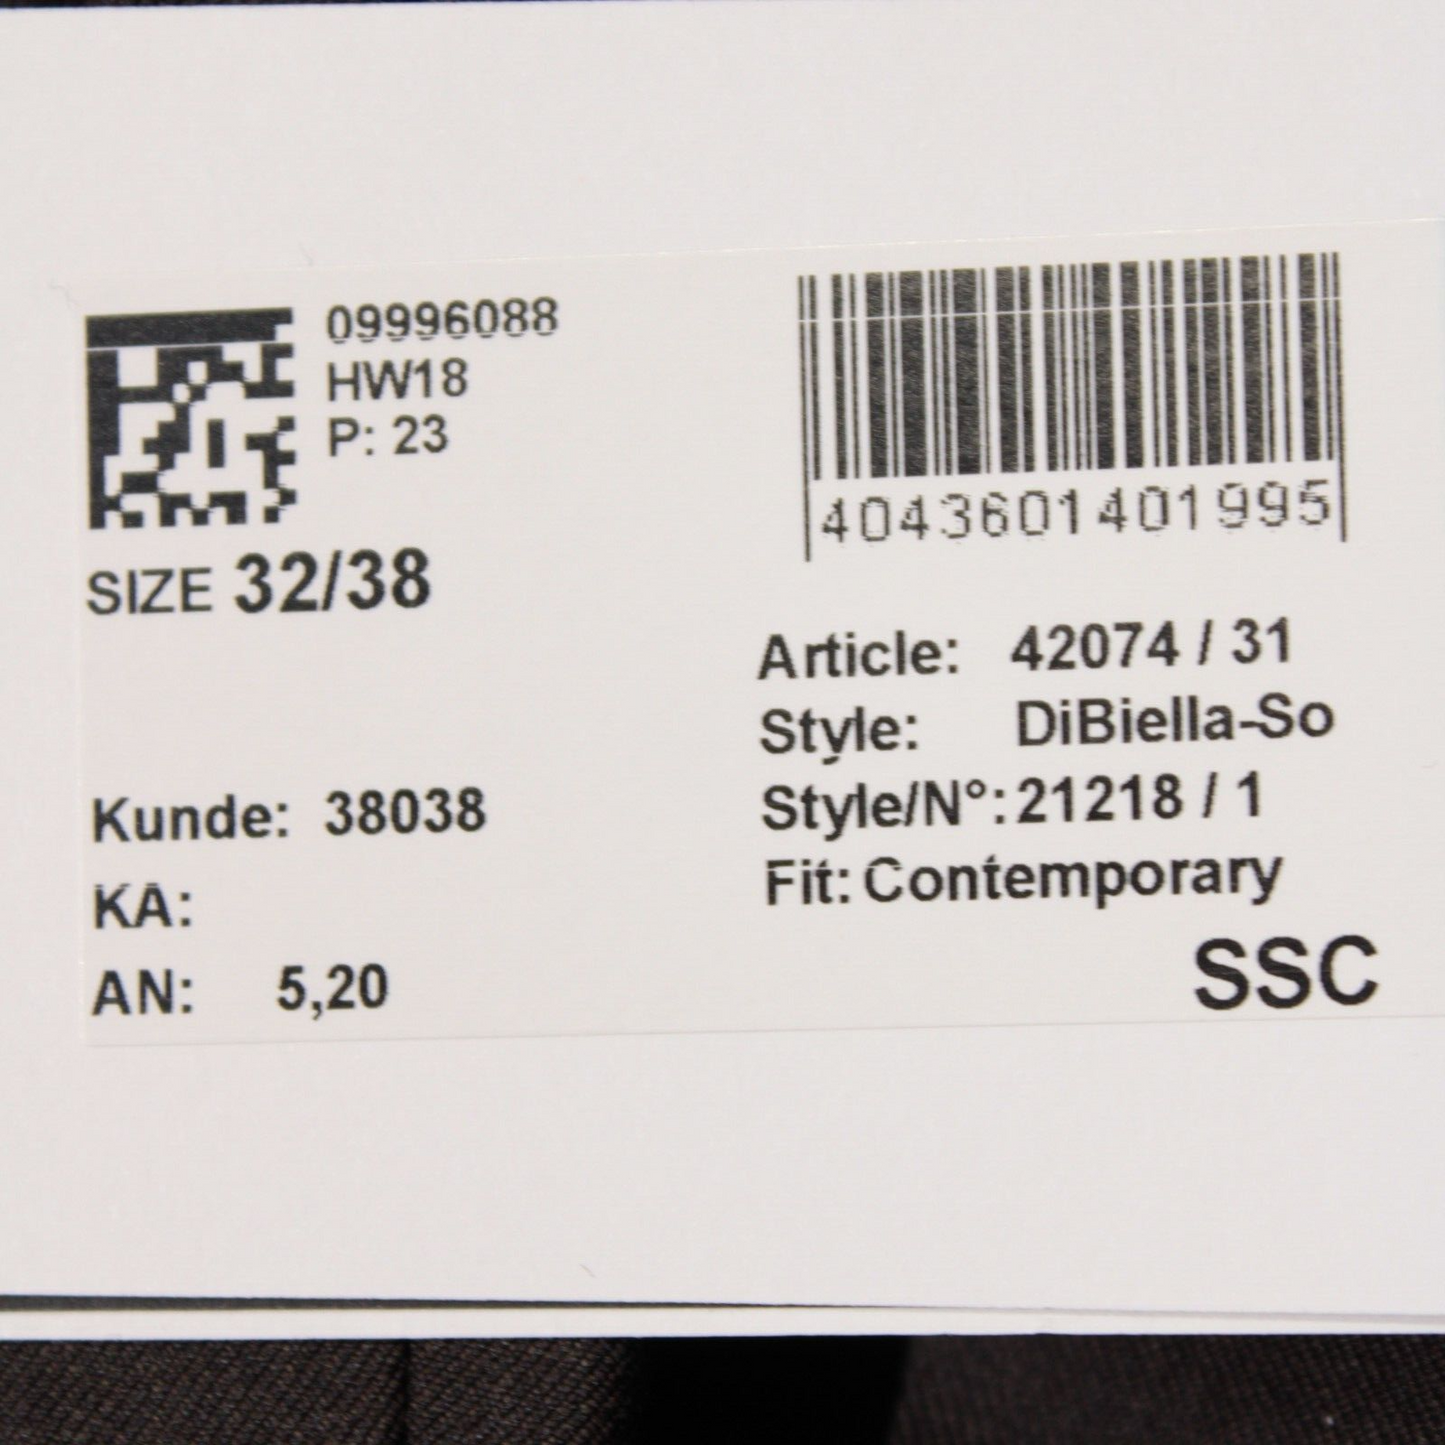 09996088
HW18
P: 23
SIZE 32/38
Kunde: 38038
KA:
AN: 5,20
4043601401995
Article: 42074 / 31
Style: DiBiella-So
Style/N°: 21218 / 1
Fit: Contemporary
SSC